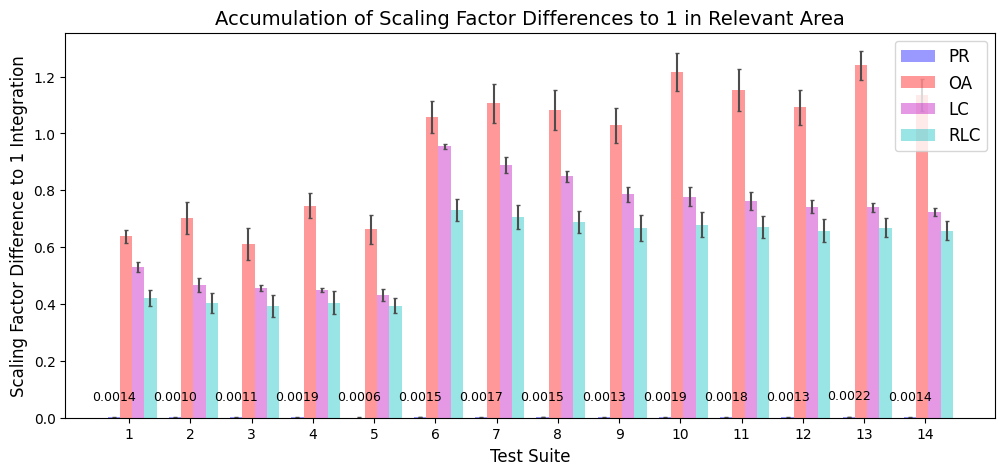 Accumulation of Scaling Factor Differences to 1 in Relevant Area
Scaling Factor Difference to 1 Integration
1.2
1.0
0.8
0.6
0.4
0.2
0.0
PR
OA
LC
RLC
0.0014 0.0010 0.0011 0.0019 0.0006 0.0015 0.0017 0.0015 0.0013 0.0019 0.0018 0.0013 0.0022 0.0014
1 2 3 4 5 6 7 8 9 10 11 12 13 14
Test Suite